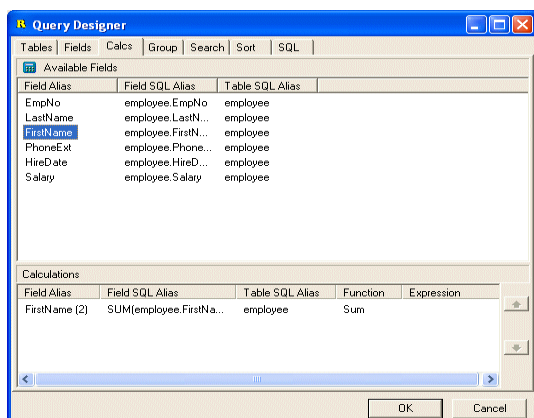 R Query Designer
Tables Fields Calcs Group Search Sort SQL
Available Fields
Field Alias Field SQL Alias Table SQL Alias
EmpNo employee.EmpNo employee
LastName employee.LastN... employee
FirstName employee.FirstN... employee
PhoneExt employee.Phone... employee
HireDate employee.HireD... employee
Salary employee.Salary employee
Calculations
Field Alias Field SQL Alias Table SQL Alias Function Expression
FirstName (2) SUM(employee.FirstNa... employee Sum
OK Cancel